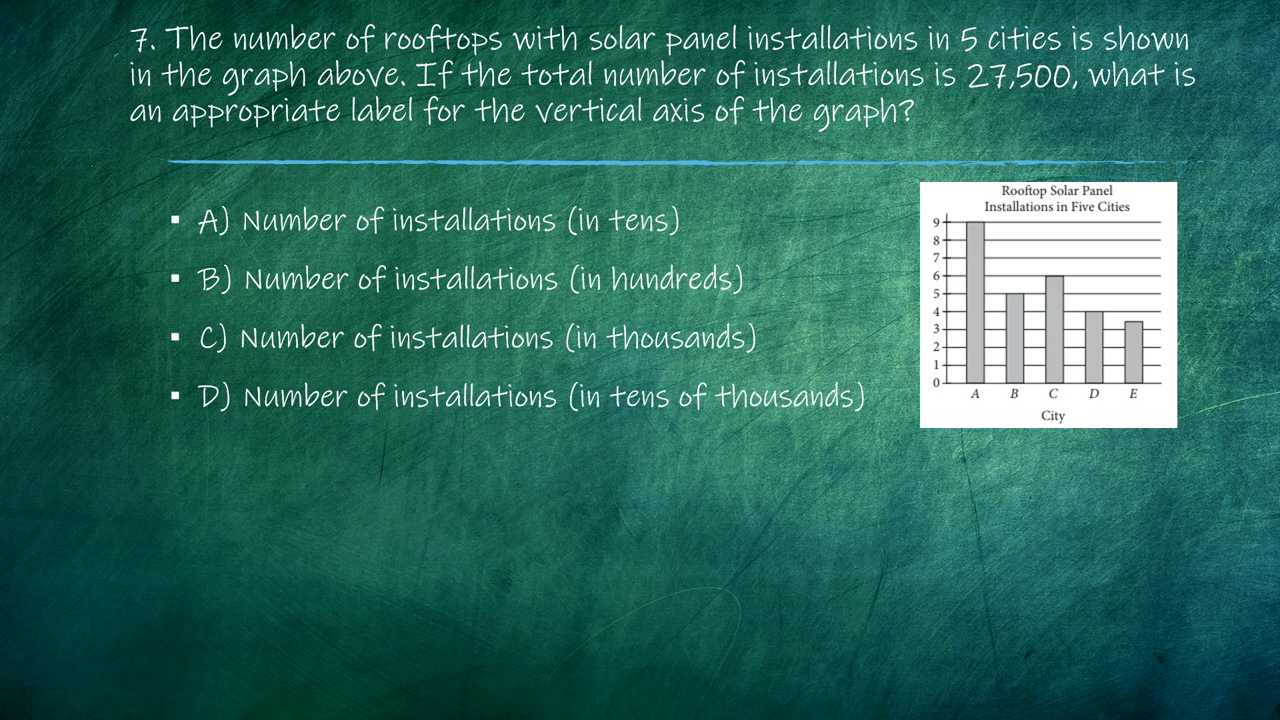 7. The number of rooftops with solar panel installations in 5 cities is shown
in the graph above. If the total number of installations is 27,500, what is
an appropriate label for the vertical axis of the graph?
▪ A) Number of installations (in tens)
▪ B) Number of installations (in hundreds)
▪ C) Number of installations (in thousands)
▪ D) Number of installations (in tens of thousands)
Rooftop Solar Panel
Installations in Five Cities
9
8
7
6
5
4
3
2
1
0
A B C D E
City